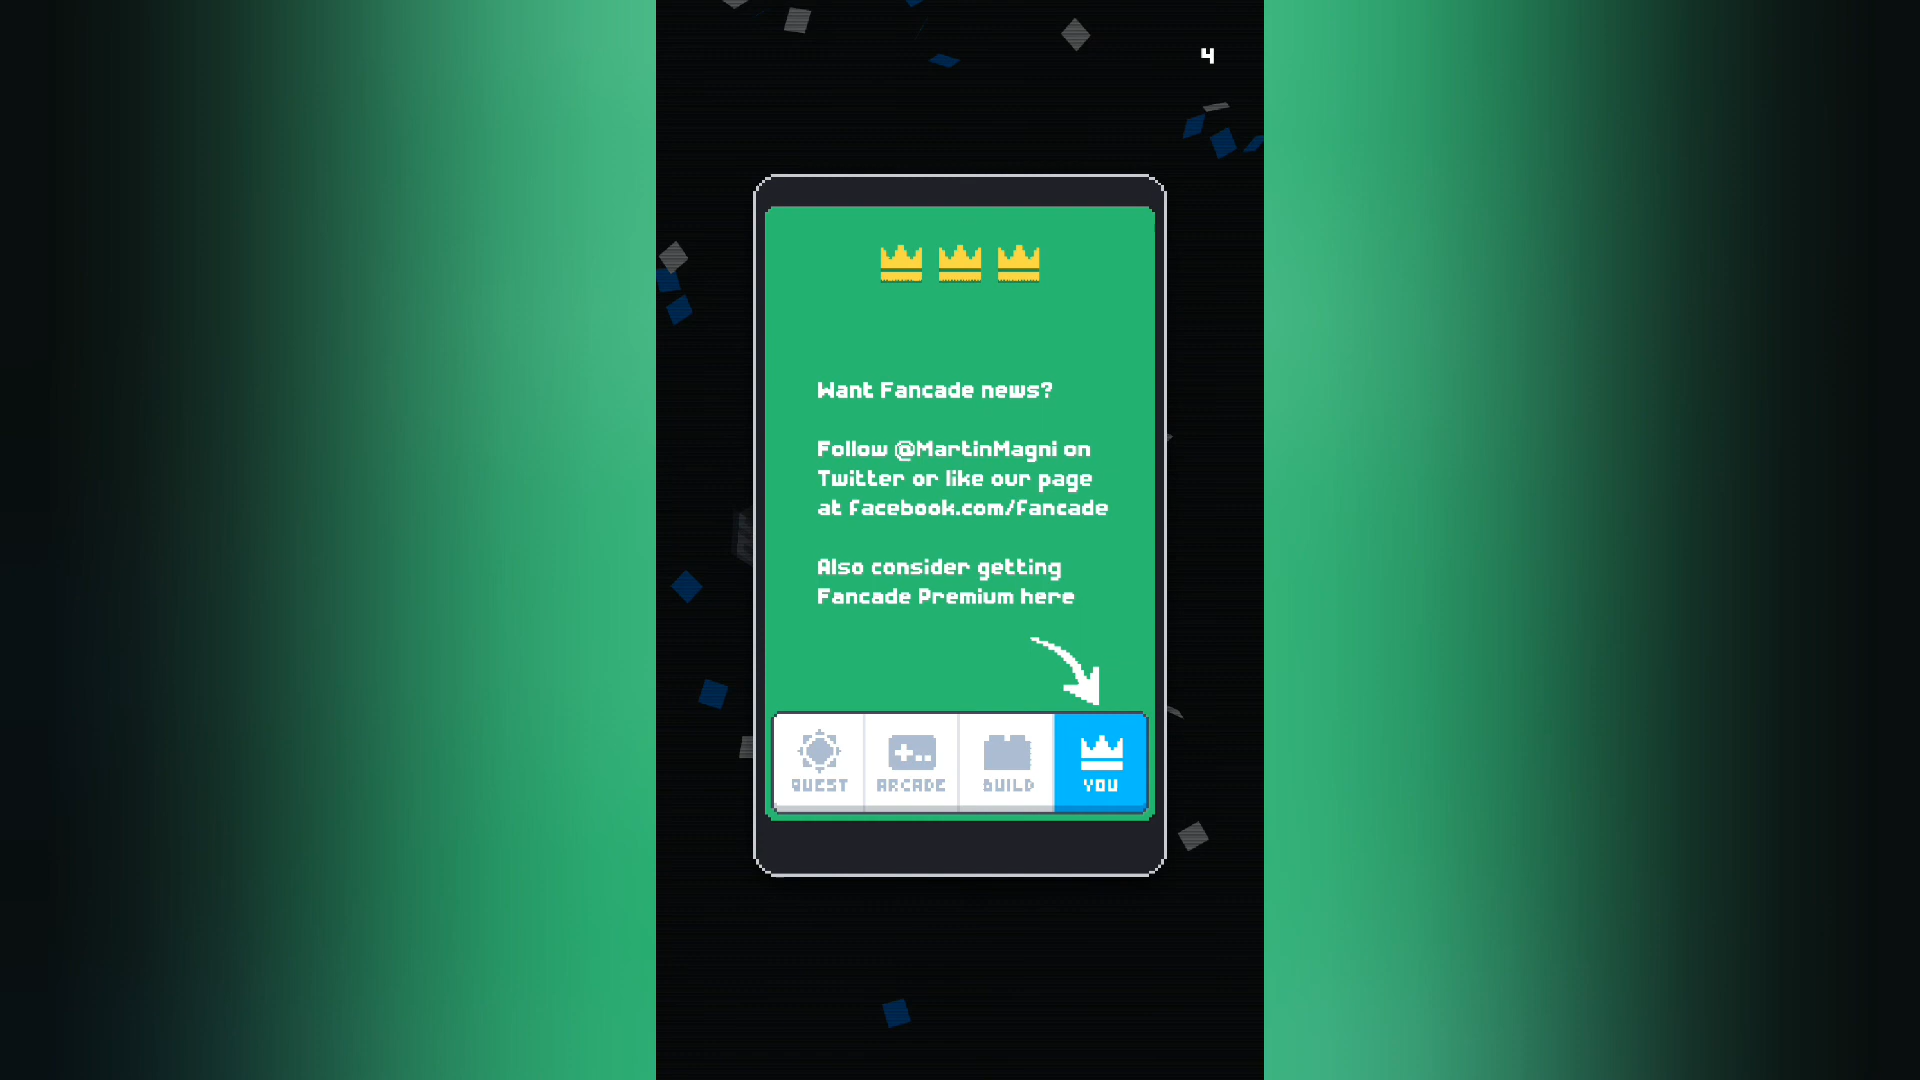 4
Want Fancade news?
Follow @MartinMagni on
Twitter or like our page
at facebook.com/fancade
Also consider getting
Fancade Premium here
QUEST ARCADE BUILD YOU